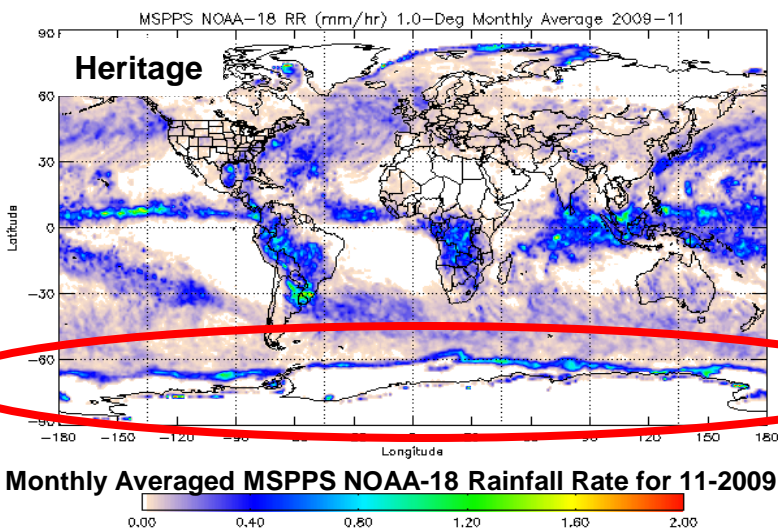 MSPPS NOAA-18 RR (mm/hr) 1.0-Deg Monthly Average 2009-11
90
Heritage
60
30
0
-30
-60
-90
Latitude
-180 -150 -120 -90 -60 -30 0 30 60 90 120 150 180
Longitude
Monthly Averaged MSPPS NOAA-18 Rainfall Rate for 11-2009
0.00 0.40 0.80 1.20 1.60 2.00